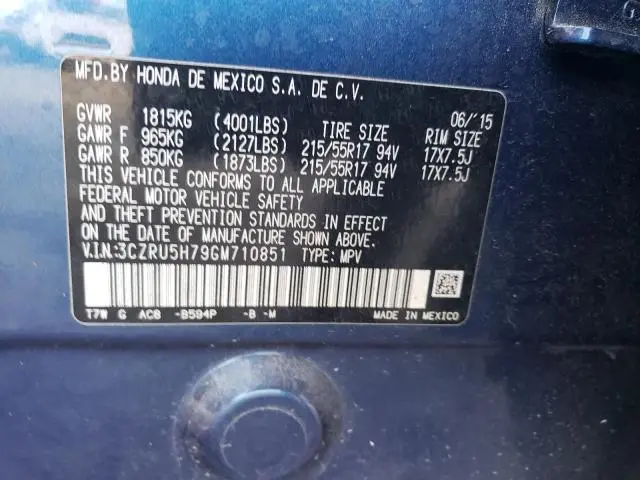 MFD.BY HONDA DE MEXICO S.A. DE C.V.
GVWR 1815KG (4001LBS) TIRE SIZE 06/'15 RIM SIZE
GAWR F 965KG (2127LBS) 215/55R17 94V 17X7.5J
GAWR R 850KG (1873LBS) 215/55R17 94V 17X7.5J
THIS VEHICLE CONFORMS TO ALL APPLICABLE
FEDERAL MOTOR VEHICLE SAFETY
AND THEFT PREVENTION STANDARDS IN EFFECT
ON THE DATE OF MANUFACTURE SHOWN ABOVE.
V.I.N:3CZRU5H79GM710851 TYPE: MPV
T7W G AC8 -B594P -B -M MADE IN MEXICO